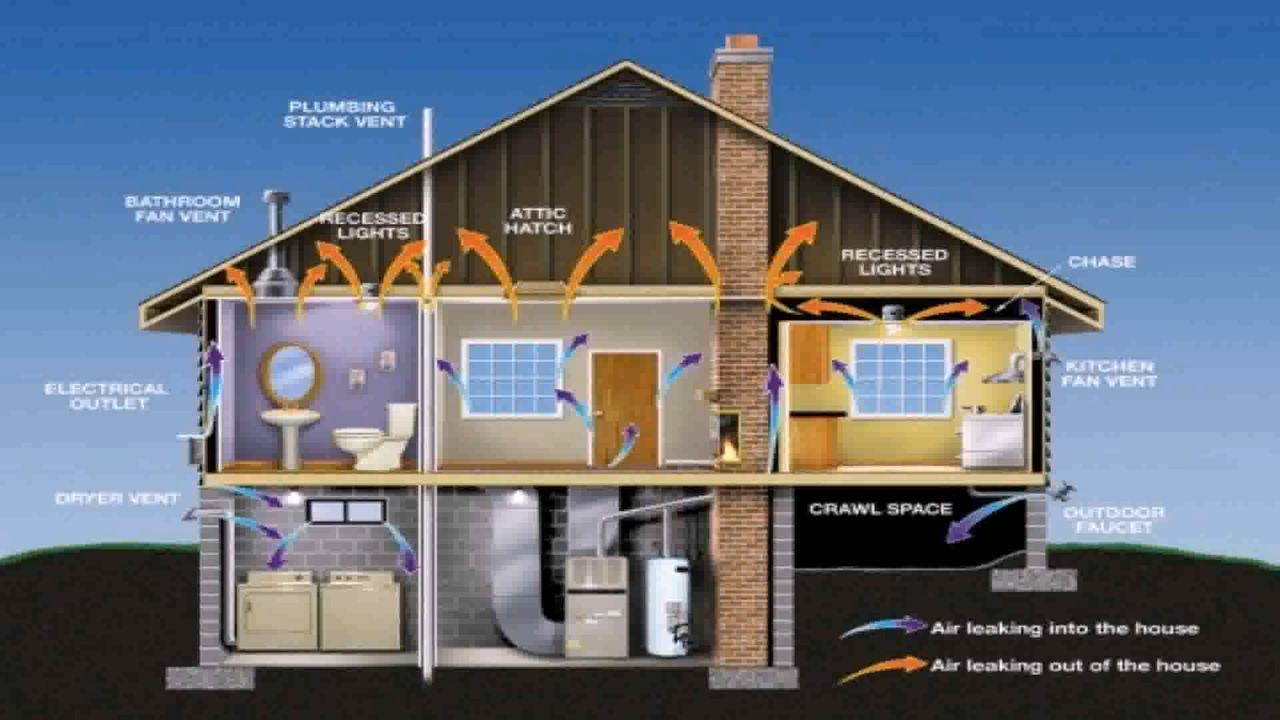 PLUMBING
STACK VENT
BATHROOM
FAN VENT
RECESSED
LIGHTS
ATTIC
HATCH
RECESSED
LIGHTS
CHASE
ELECTRICAL
OUTLET
KITCHEN
FAN VENT
DRYER VENT
CRAWL SPACE
OUTDOOR
FAUCET
Air leaking into the house
Air leaking out of the house